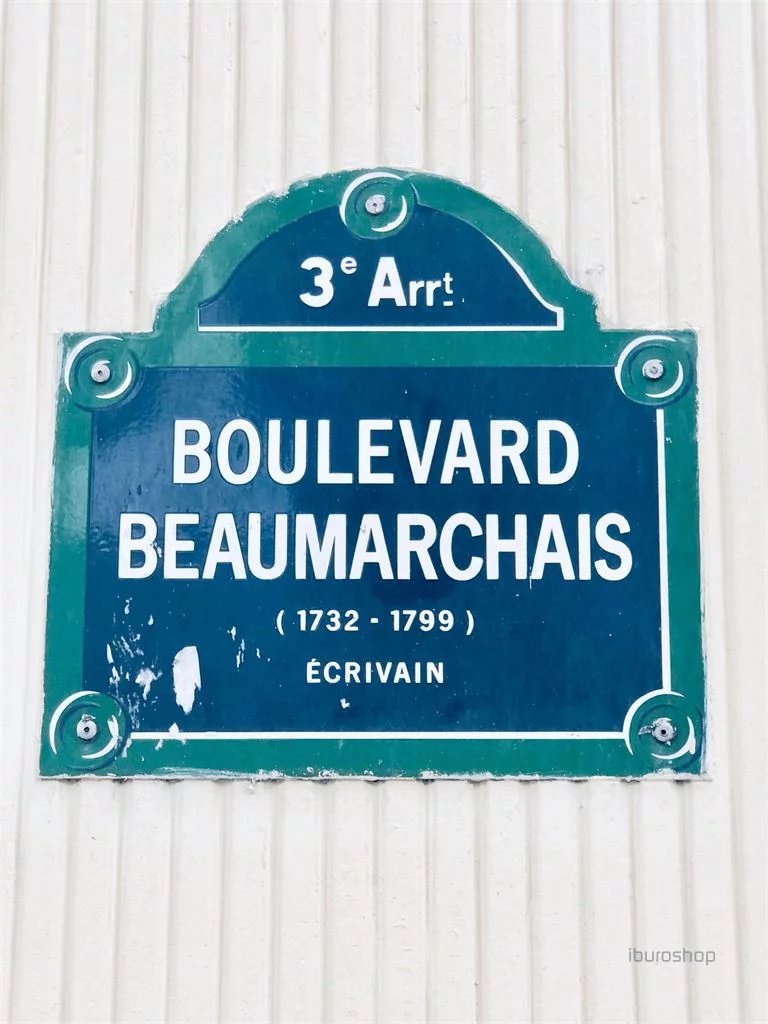 3e Arrt
BOULEVARD
BEAUMARCHAIS
( 1732 - 1799 )
ÉCRIVAIN
iburoshop